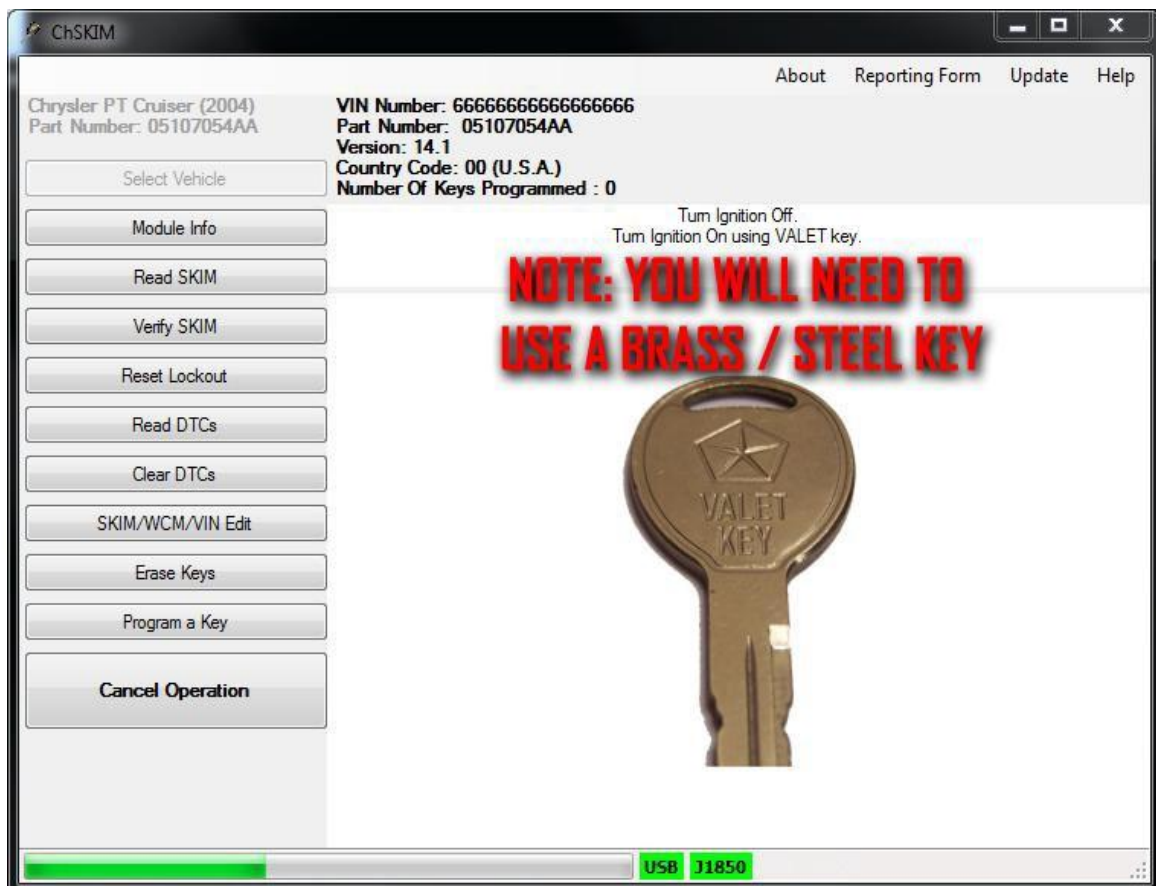 ChSKIM
About Reporting Form Update Help
Chrysler PT Cruiser (2004)
Part Number: 05107054AA
VIN Number: 66666666666666666
Part Number: 05107054AA
Version: 14.1
Country Code: 00 (U.S.A.)
Number Of Keys Programmed : 0
Select Vehicle
Module Info
Read SKIM
Verify SKIM
Reset Lockout
Read DTCs
Clear DTCs
SKIM/WCM/VIN Edit
Erase Keys
Program a Key
Cancel Operation
Turn Ignition Off.
Turn Ignition On using VALET key.
NOTE: YOU WILL NEED TO
USE A BRASS / STEEL KEY
VALET
KEY
USB J1850